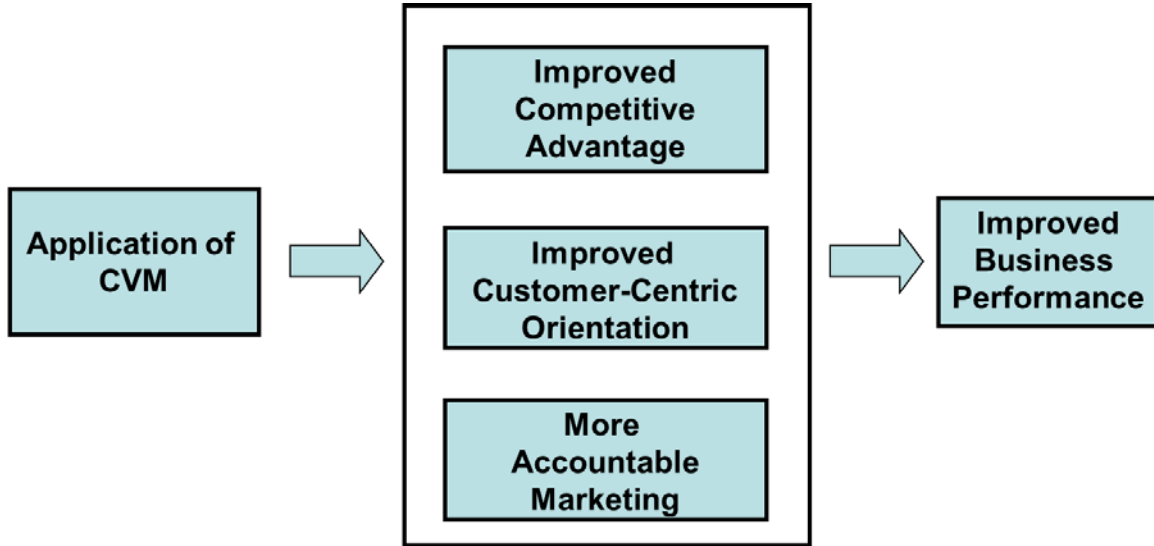 Application of
CVM
Improved
Competitive
Advantage
Improved
Customer-Centric
Orientation
More
Accountable
Marketing
Improved
Business
Performance